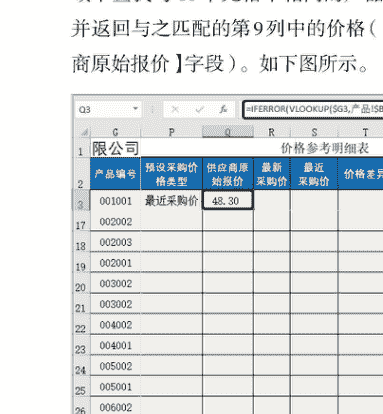 并返回与之匹配的第9列中的价格(
商原始报价】字段)。如下图所示。
Q3 fx =IFERROR(VLOOKUP($G3,产品!$B
G P Q R S T
1 限公司 价格参考明细表
2 产品编号 预设采购价格类型 供应商原始报价 最新采购价 最近采购价 价格差异
3 001001 最近采购价 48.30
17 002002
18 002003
19 002001
20 003002
21 003002
22 004002
23 004001
24 005002
25 005001
26 006002